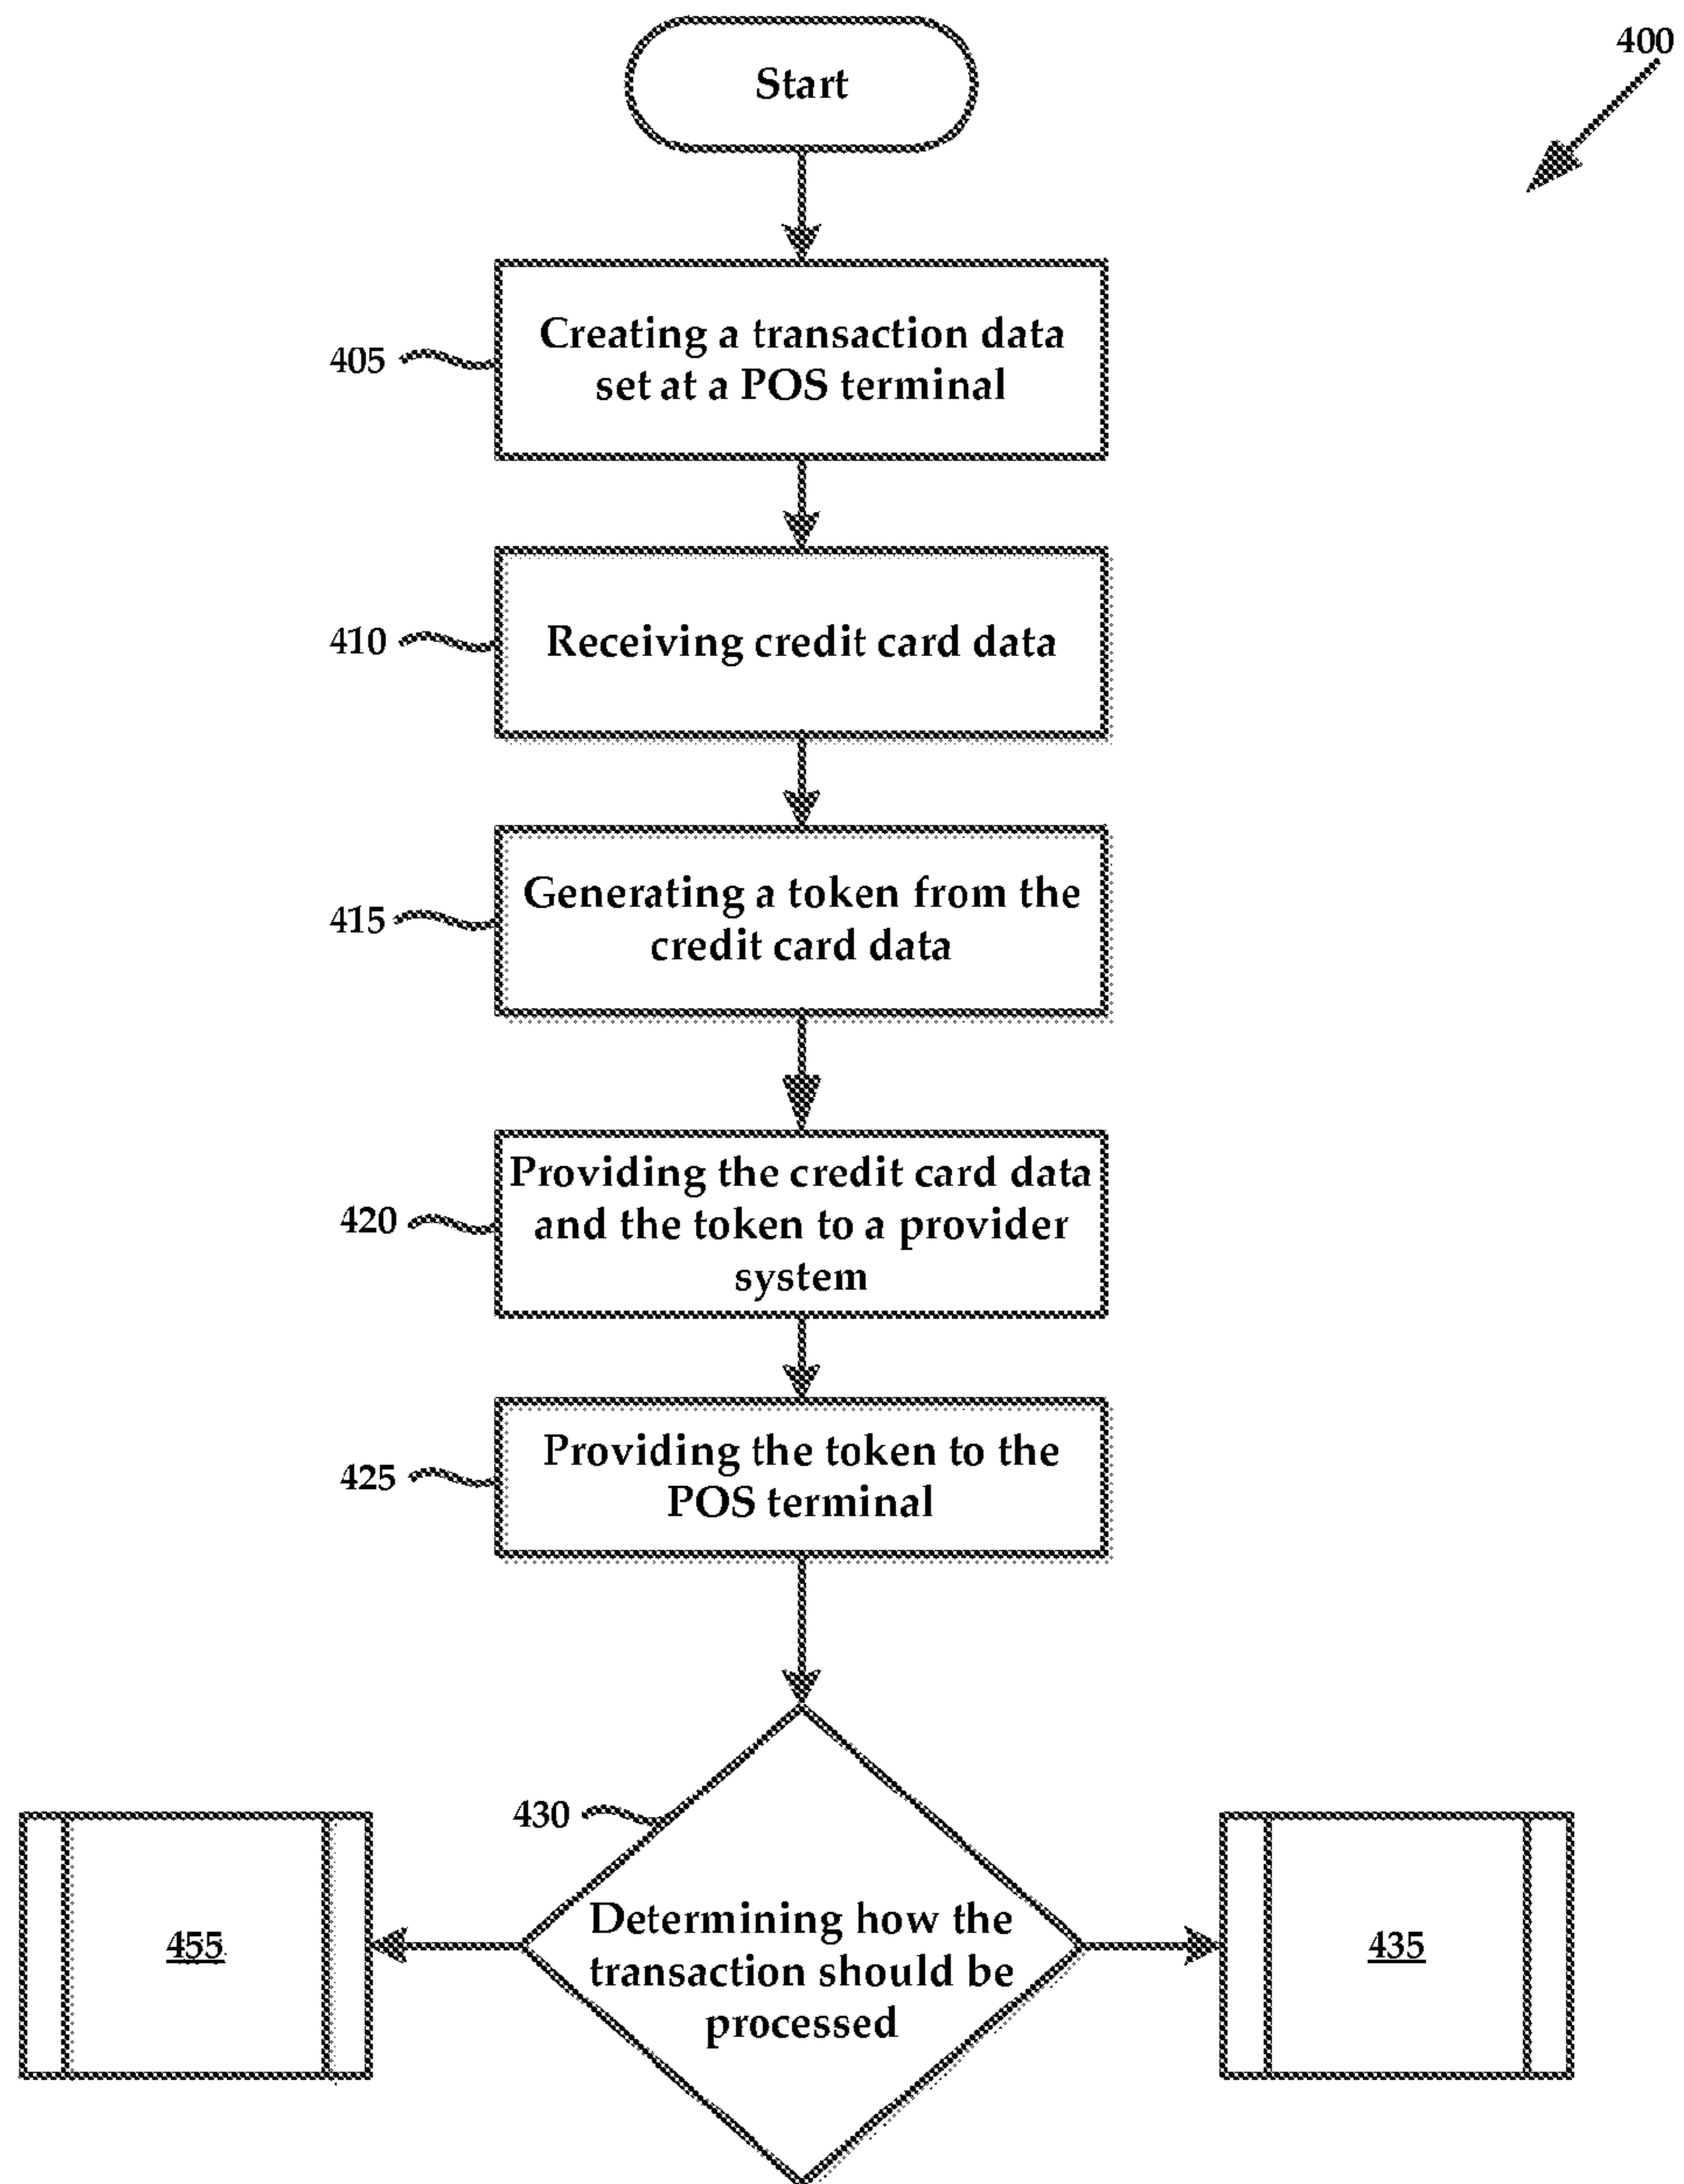 400
Start
405
Creating a transaction data
set at a POS terminal
410
Receiving credit card data
415
Generating a token from the
credit card data
420
Providing the credit card data
and the token to a provider
system
425
Providing the token to the
POS terminal
430
Determining how the
transaction should be
processed
455
435